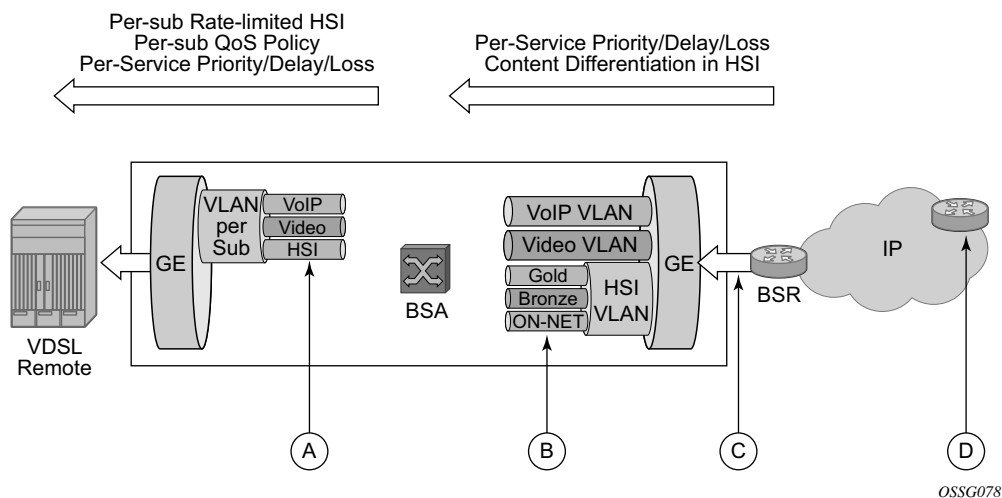 Per-sub Rate-limited HSI
Per-sub QoS Policy
Per-Service Priority/Delay/Loss
Per-Service Priority/Delay/Loss
Content Differentiation in HSI
VDSL
Remote
GE
VLAN
per
Sub
VoIP
Video
HSI
BSA
VoIP VLAN
Video VLAN
Gold
Bronze
ON-NET
HSI
VLAN
GE
BSR
IP
A
B
C
D
OSSG078